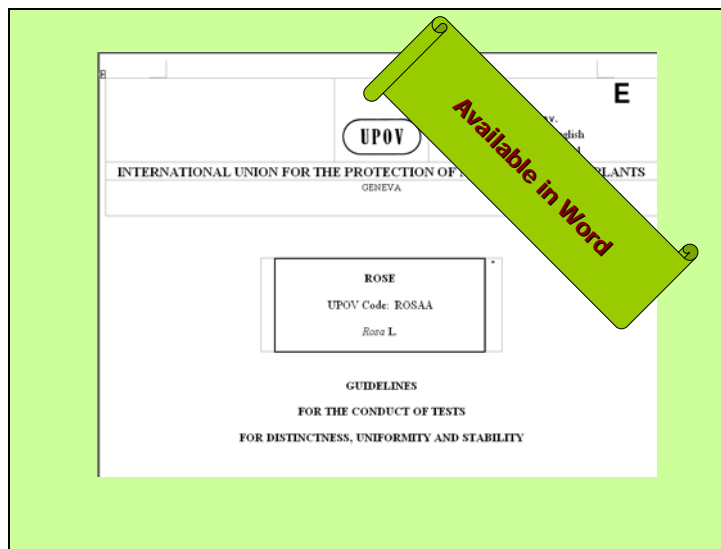 E
UPOV
INTERNATIONAL UNION FOR THE PROTECTION OF
PLANTS
GENEVA
Available in Word
ROSE
UPOV Code: ROSAA
Rosa L.
GUIDELINES
FOR THE CONDUCT OF TESTS
FOR DISTINCTNESS, UNIFORMITY AND STABILITY